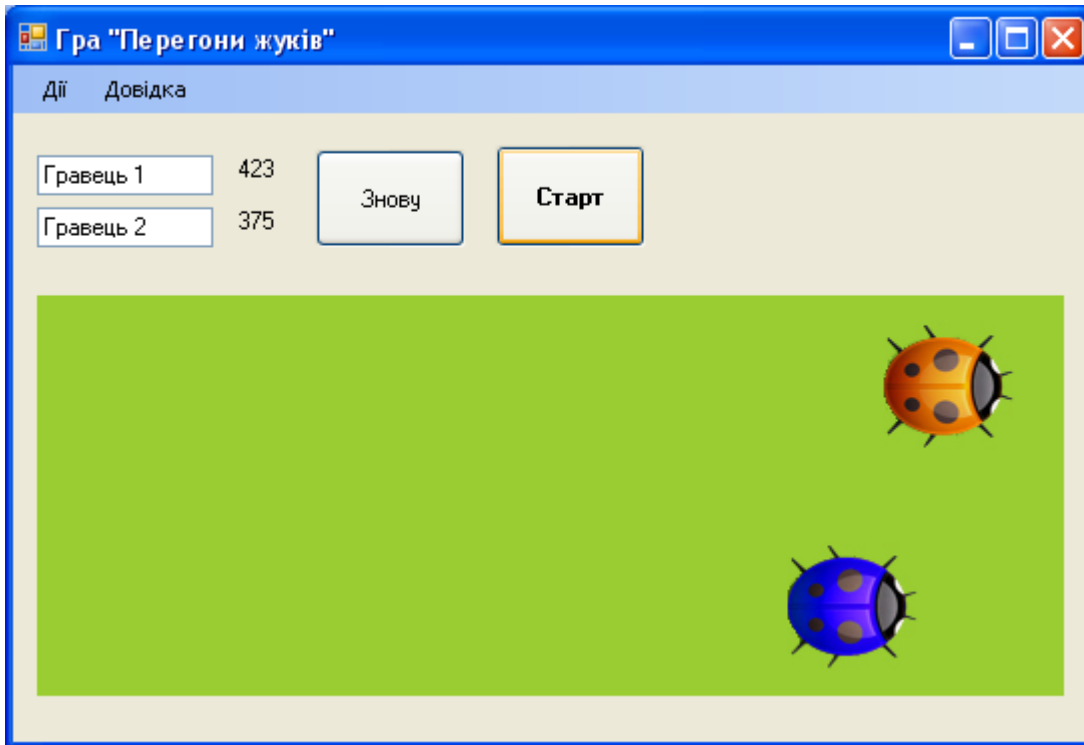 Гра "Перегони жуків"
Дії Довідка
Гравець 1 423
Гравець 2 375
Знову
Старт